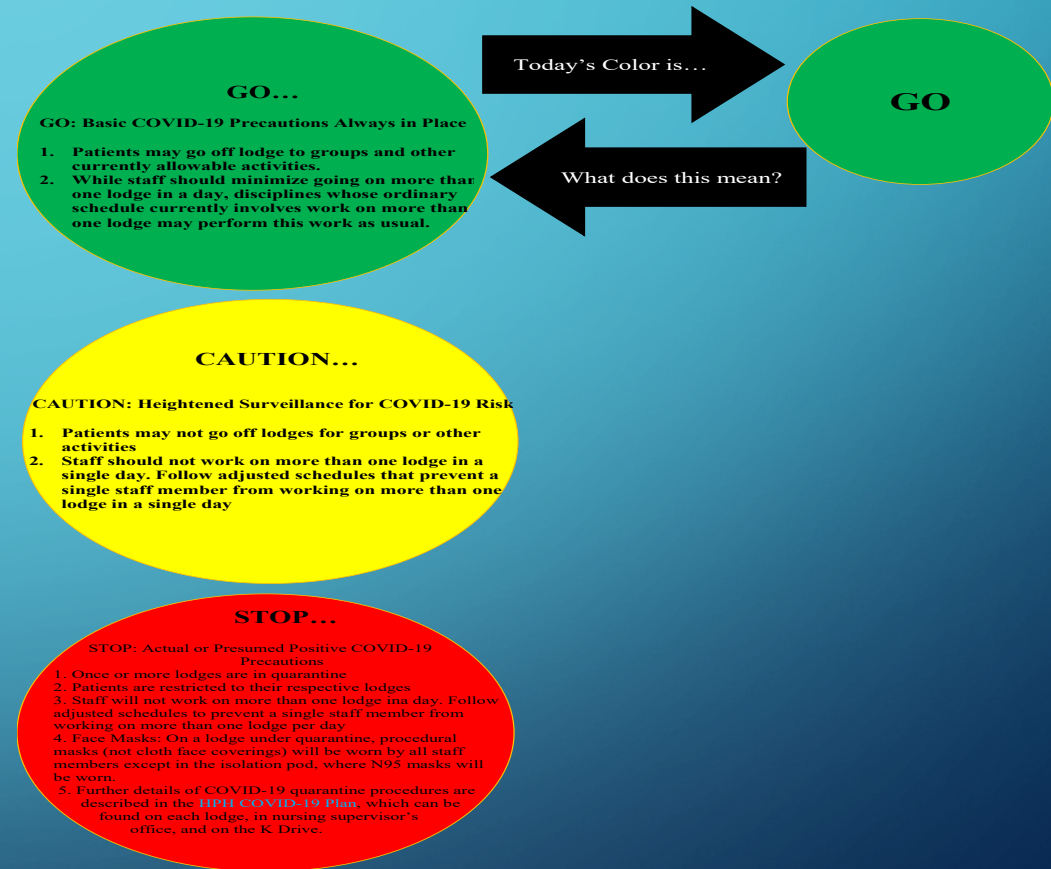 GO…
GO: Basic COVID-19 Precautions Always in Place
1. Patients may go off lodge to groups and other
currently allowable activities.
2. While staff should minimize going on more than
one lodge in a day, disciplines whose ordinary
schedule currently involves work on more than
one lodge may perform this work as usual.
Today's Color is…
GO
What does this mean?
CAUTION…
CAUTION: Heightened Surveillance for COVID-19 Risk
1. Patients may not go off lodges for groups or other
activities
2. Staff should not work on more than one lodge in a
single day. Follow adjusted schedules that prevent a
single staff member from working on more than one
lodge in a single day
STOP…
STOP: Actual or Presumed Positive COVID-19
Precautions
1. Once or more lodges are in quarantine
2. Patients are restricted to their respective lodges
3. Staff will not work on more than one lodge ina day. Follow
adjusted schedules to prevent a single staff member from
working on more than one lodge per day
4. Face Masks: On a lodge under quarantine, procedural
masks (not cloth face coverings) will be worn by all staff
members except in the isolation pod, where N95 masks will
be worn.
5. Further details of COVID-19 quarantine procedures are
described in the HPH COVID-19 Plan, which can be
found on each lodge, in nursing supervisor's
office, and on the K Drive.